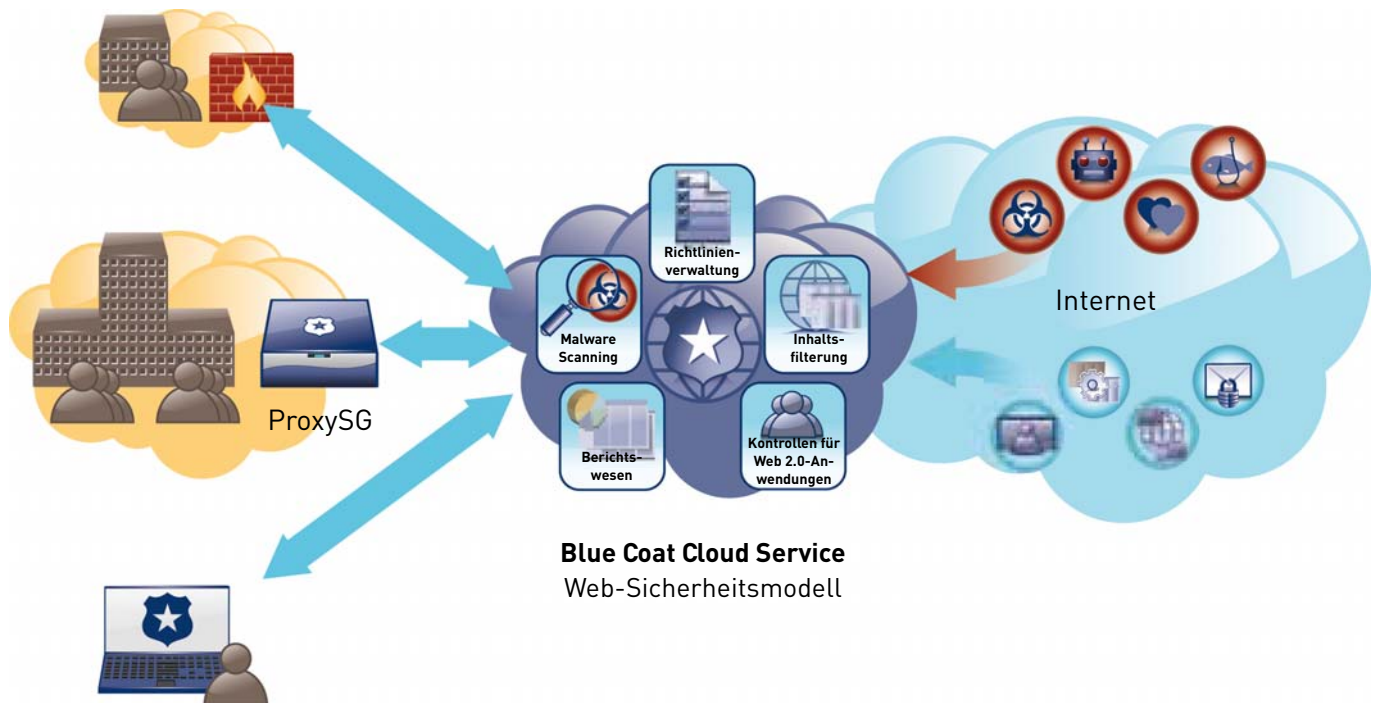 Richtlinien-
verwaltung
Malware
Scanning
Inhalts-
filterung
Internet
ProxySG
Berichts-
wesen
Kontrollen für
Web 2.0-An-
wendungen
Blue Coat Cloud Service
Web-Sicherheitsmodell